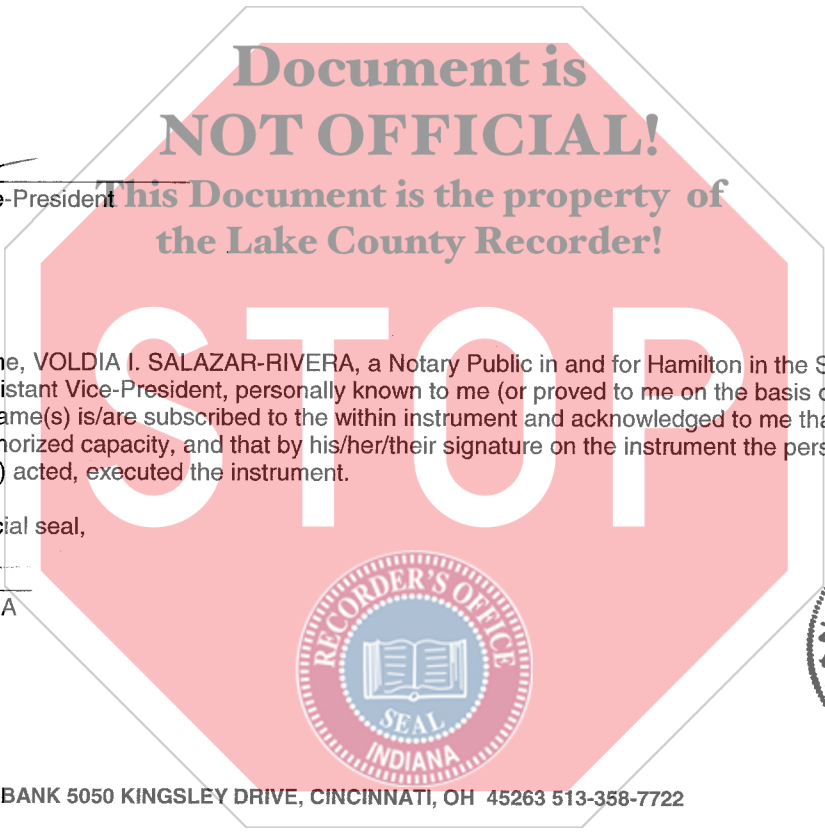 Document is
NOT OFFICIAL!
e-President
This Document is the property of
the Lake County Recorder!
STOP
ne, VOLDIA I. SALAZAR-RIVERA, a Notary Public in and for Hamilton in the S
istant Vice-President, personally known to me (or proved to me on the basis o
ame(s) is/are subscribed to the within instrument and acknowledged to me tha
norized capacity, and that by his/her/their signature on the instrument the pers
) acted, executed the instrument.
cial seal,
A
RECORDER'S OFFICE
SEAL
INDIANA
BANK 5050 KINGSLEY DRIVE, CINCINNATI, OH 45263 513-358-7722